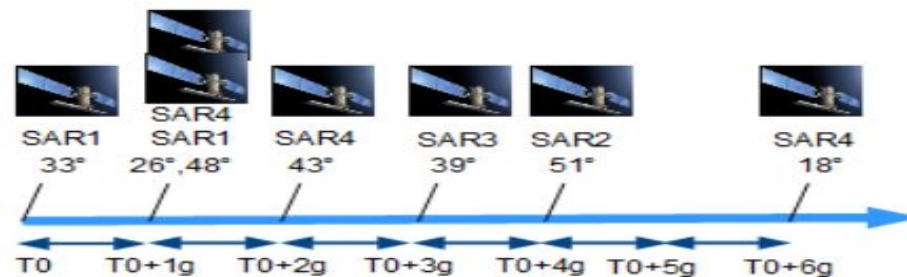 SAR4
SAR1 SAR1 SAR4 SAR3 SAR2 SAR4
33° 26°,48° 43° 39° 51° 18°
T0 T0+1g T0+2g T0+3g T0+4g T0+5g T0+6g